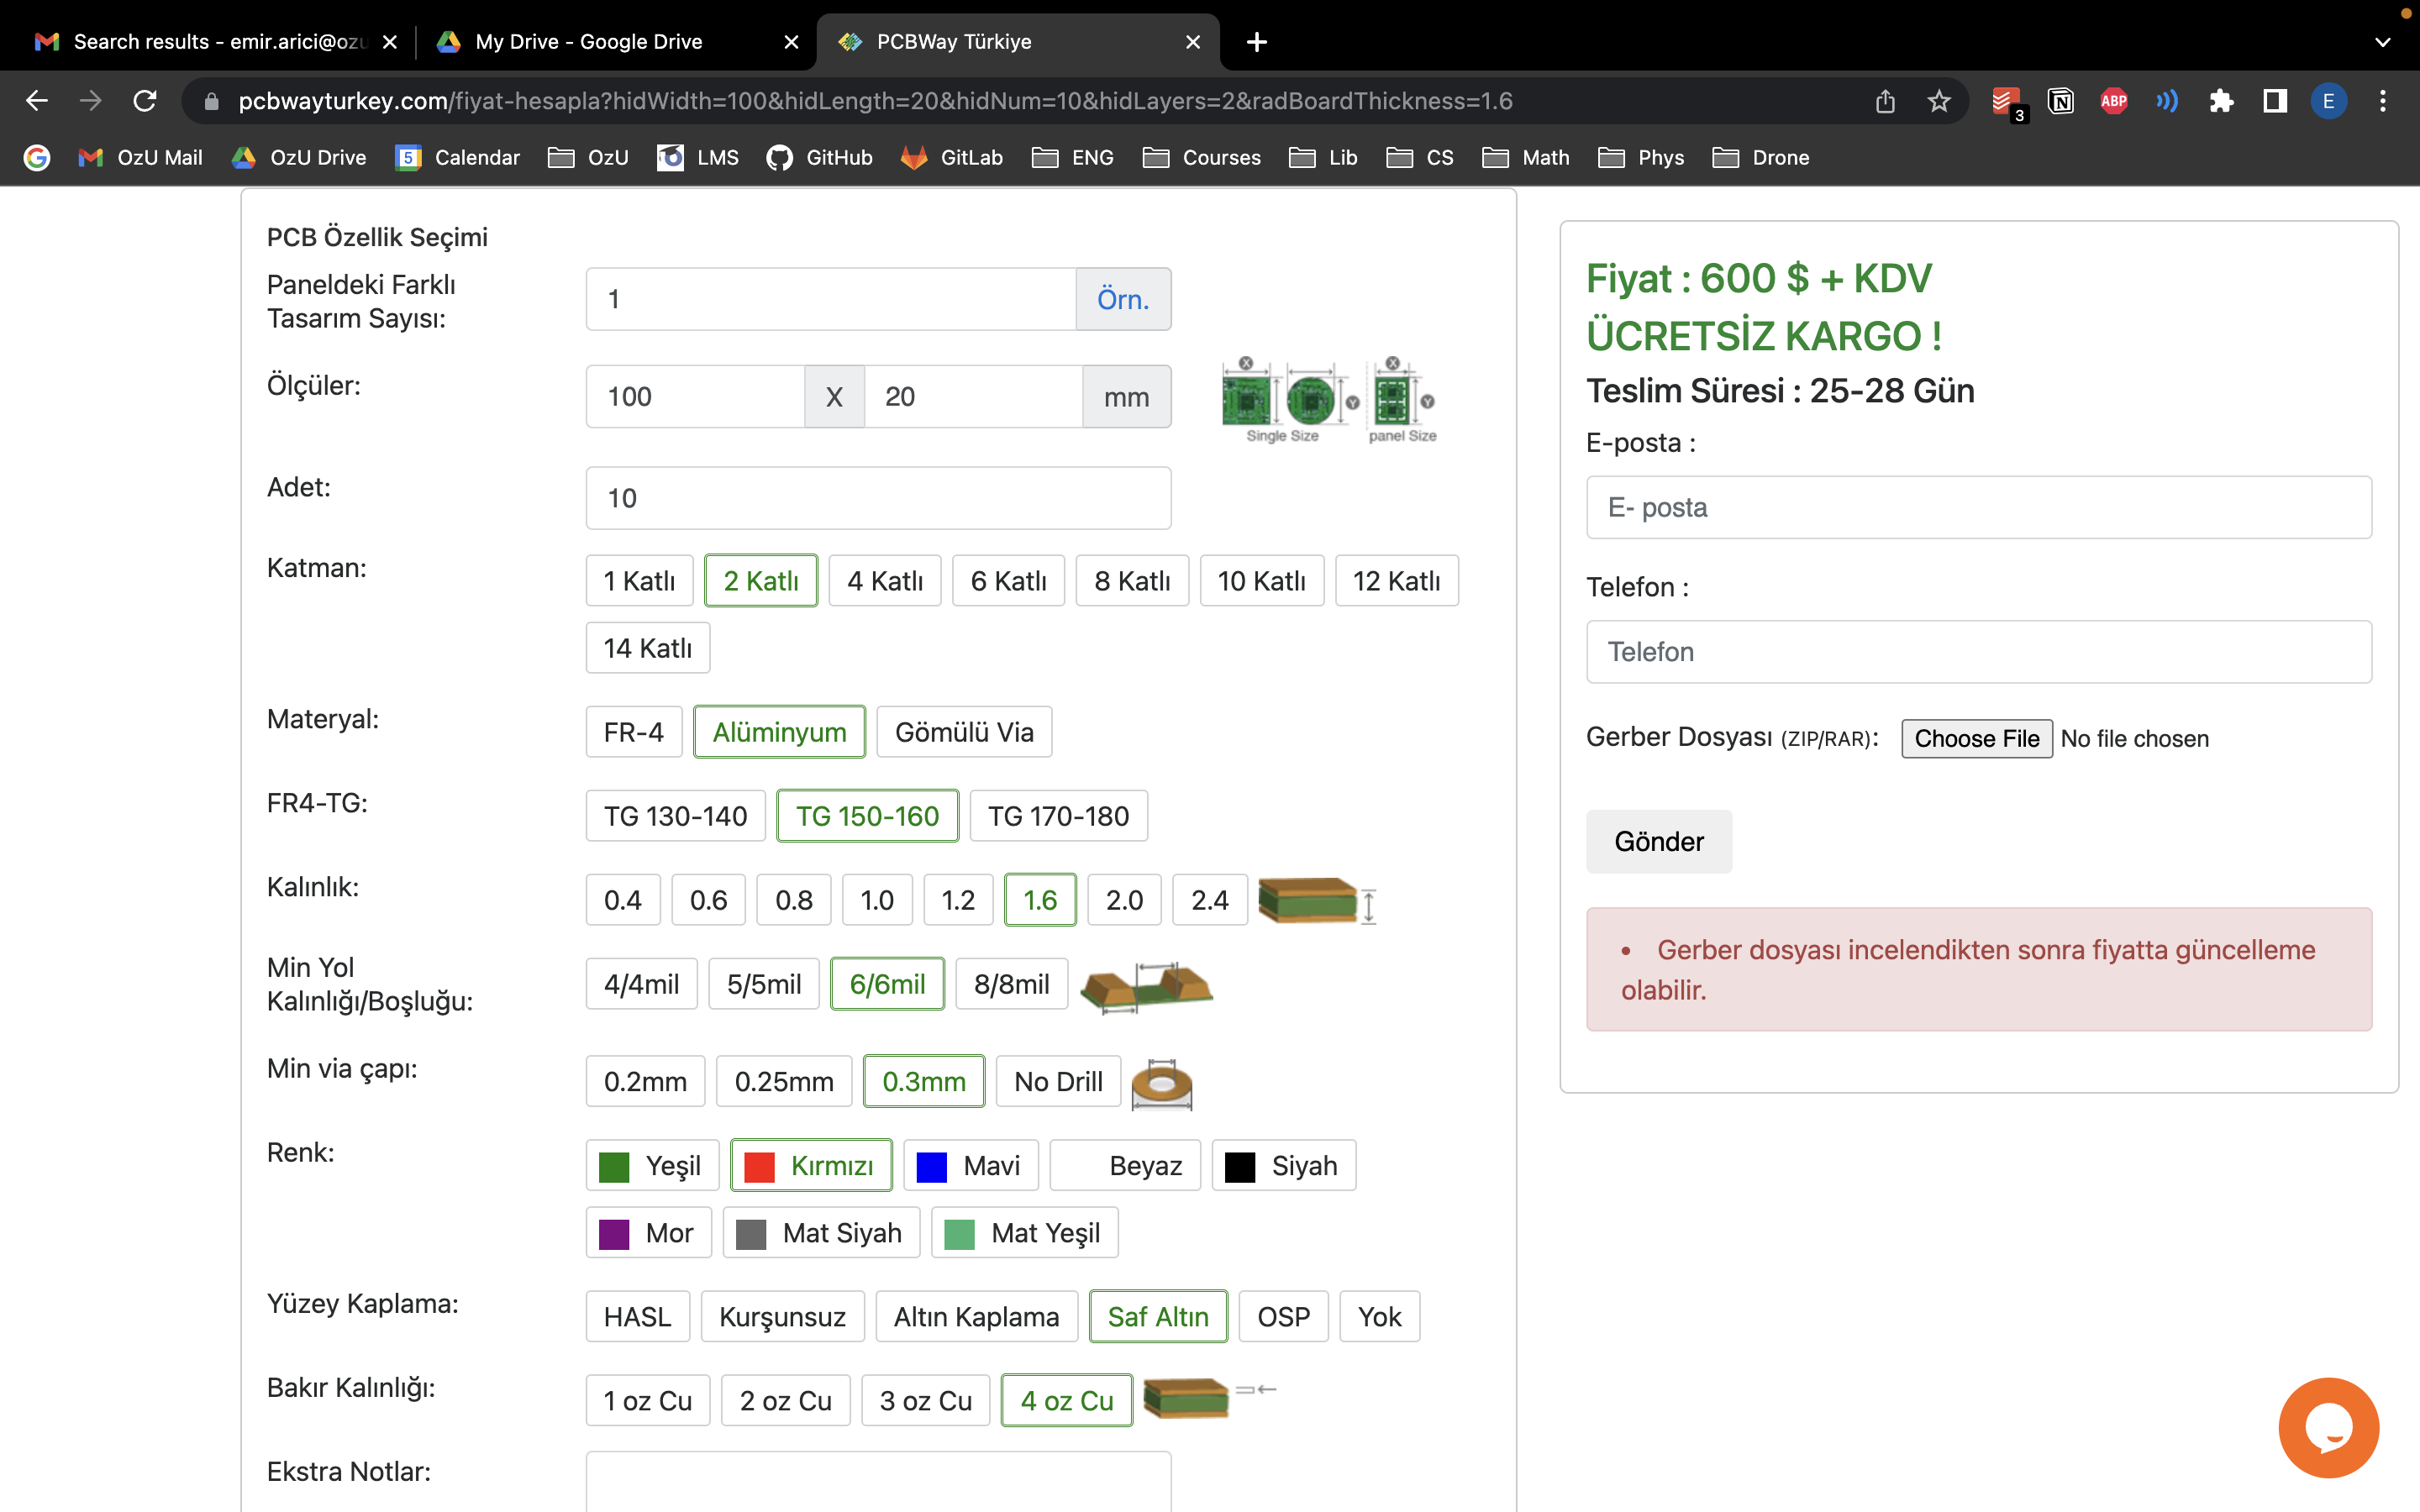 Search results - emir.arici@ozu
My Drive - Google Drive
PCBWay Türkiye
pcbwayturkey.com/fiyat-hesapla?hidWidth=100&hidLength=20&hidNum=10&hidLayers=2&radBoardThickness=1.6
3
ABP
E
OzU Mail
OzU Drive
5
Calendar
OzU
LMS
GitHub
GitLab
ENG
Courses
Lib
CS
Math
Phys
Drone
PCB Özellik Seçimi
Paneldeki Farklı
Tasarım Sayısı:
1
Örn.
Ölçüler:
100 X 20 mm
X X
Y Y
Single Size panel Size
Adet:
10
Katman:
1 Katlı 2 Katlı 4 Katlı 6 Katlı 8 Katlı 10 Katlı 12 Katlı
14 Katlı
Materyal:
FR-4 Alüminyum Gömülü Via
FR4-TG:
TG 130-140 TG 150-160 TG 170-180
Kalınlık:
0.4 0.6 0.8 1.0 1.2 1.6 2.0 2.4
Min Yol
Kalınlığı/Boşluğu:
4/4mil 5/5mil 6/6mil 8/8mil
Min via çapı:
0.2mm 0.25mm 0.3mm No Drill
Renk:
Yeşil Kırmızı Mavi Beyaz Siyah
Mor Mat Siyah Mat Yeşil
Yüzey Kaplama:
HASL Kurşunsuz Altın Kaplama Saf Altın OSP Yok
Bakır Kalınlığı:
1 oz Cu 2 oz Cu 3 oz Cu 4 oz Cu
Ekstra Notlar:
Fiyat : 600 $ + KDV
ÜCRETSİZ KARGO !
Teslim Süresi : 25-28 Gün
E-posta :
E- posta
Telefon :
Telefon
Gerber Dosyası (ZIP/RAR): Choose File No file chosen
Gönder
• Gerber dosyası incelendikten sonra fiyatta güncelleme
olabilir.